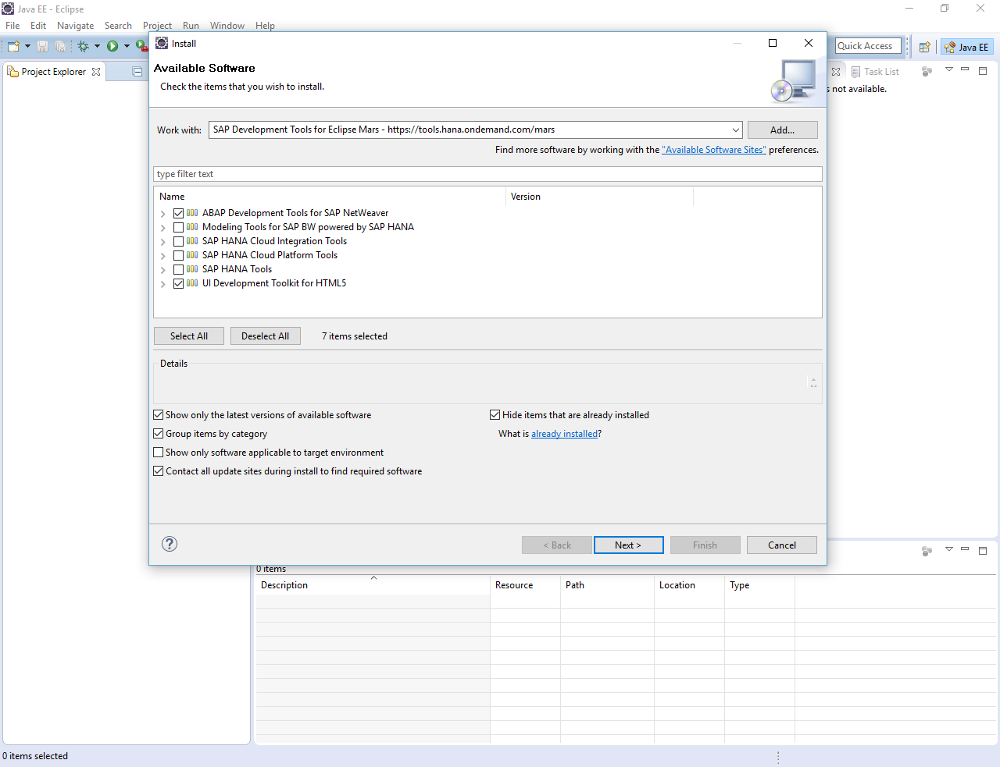 Java EE - Eclipse
File Edit Navigate Search Project Run Window Help
Quick Access
Java EE
Project Explorer
Task List
s not available.
Install
Available Software
Check the items that you wish to install.
Work with: SAP Development Tools for Eclipse Mars - https://tools.hana.ondemand.com/mars Add...
Find more software by working with the "Available Software Sites" preferences.
type filter text
Name Version
ABAP Development Tools for SAP NetWeaver
Modeling Tools for SAP BW powered by SAP HANA
SAP HANA Cloud Integration Tools
SAP HANA Cloud Platform Tools
SAP HANA Tools
UI Development Toolkit for HTML5
Select All Deselect All 7 items selected
Details
Show only the latest versions of available software Hide items that are already installed
Group items by category What is already installed?
Show only software applicable to target environment
Contact all update sites during install to find required software
? < Back Next > Finish Cancel
0 items
Description Resource Path Location Type
0 items selected